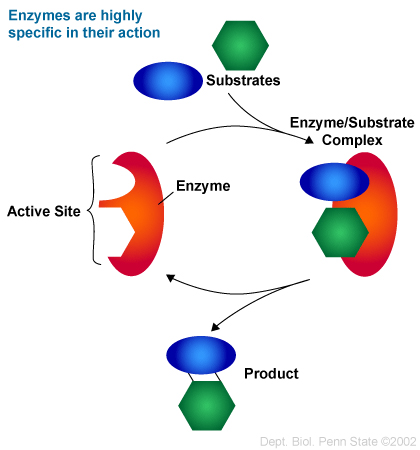 Enzymes are highly
specific in their action
Substrates
Enzyme/Substrate
Complex
Enzyme
Active Site
Product
Dept. Biol. Penn State ©2002